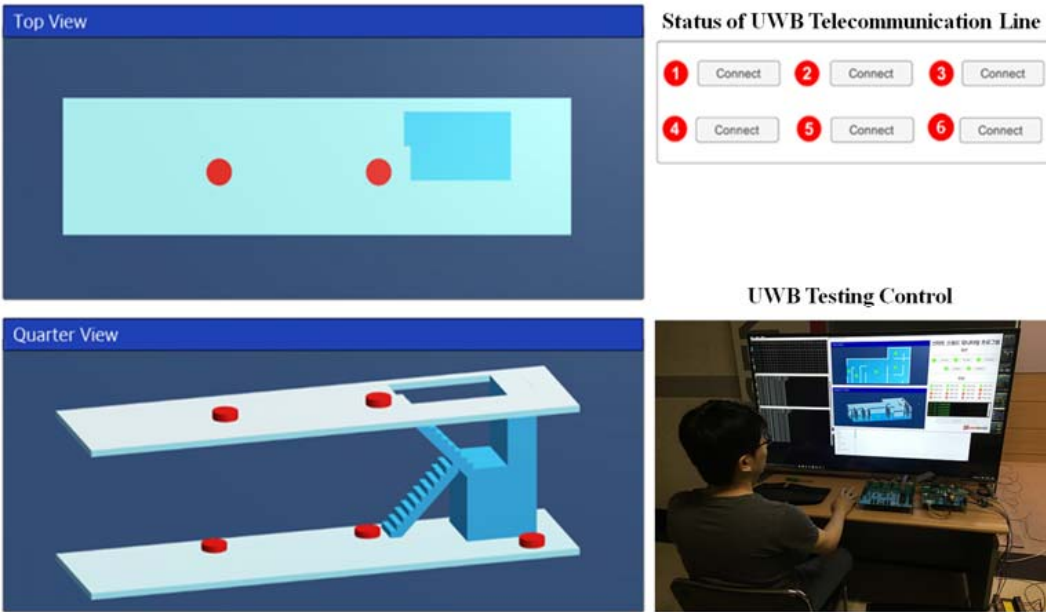 Top View
Status of UWB Telecommunication Line
1 Connect 2 Connect 3 Connect
4 Connect 5 Connect 6 Connect
UWB Testing Control
Quarter View